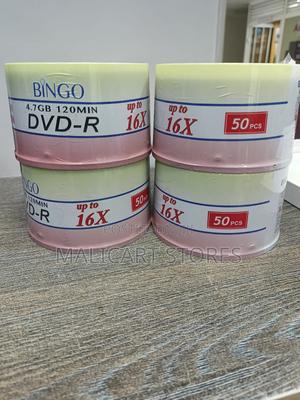 BINGO
4.7GB 120MIN
DVD-R
up to
16X
up to
16X
50 PCS
BINGO
120MIN
D-R
up to
16X
50
up to
16X
50 PCS
MALICART STORES